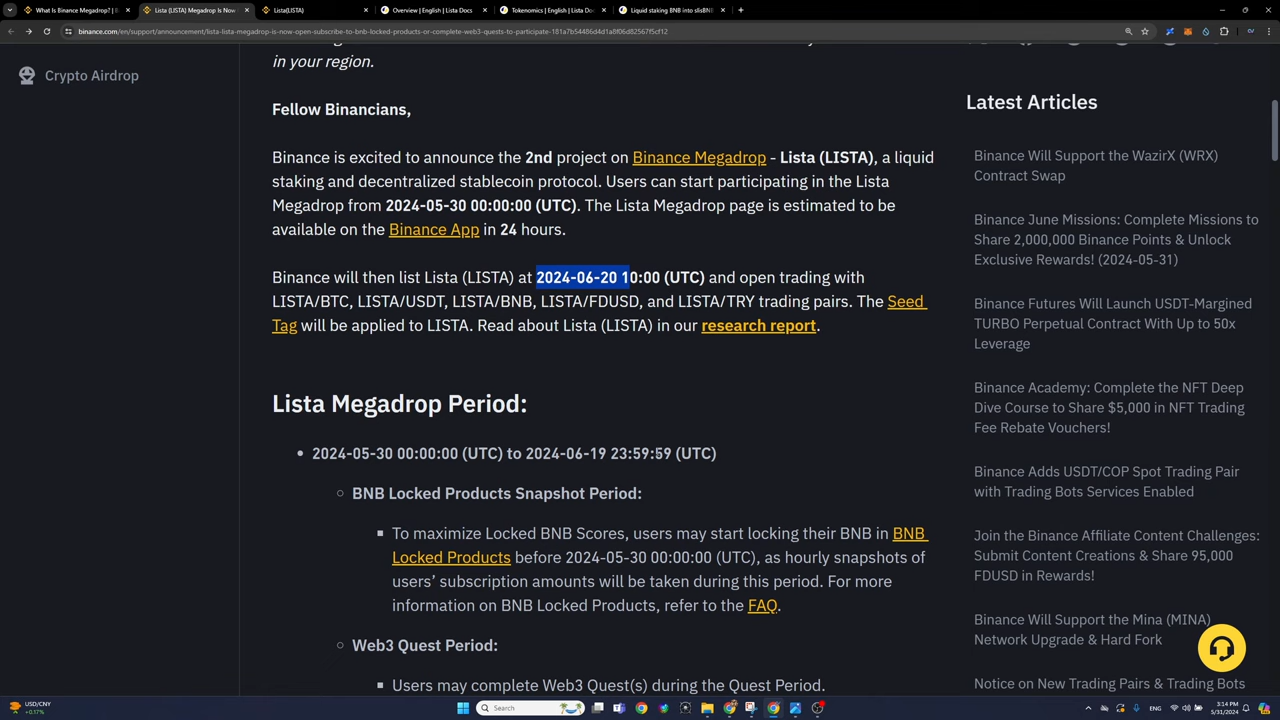 What Is Binance Megadrop? | B
Lista (LISTA) Megadrop Is Now
Lista(LISTA)
Overview | English | Lista Docs
Tokenomics | English | Lista Doc
Liquid staking BNB into slisBNB
binance.com/en/support/announcement/lista-lista-megadrop-is-now-open-subscribe-to-bnb-locked-products-or-complete-web3-quests-to-participate-181a7b54486d4d1a8f06d82567f5cf12
Crypto Airdrop
in your region.
Fellow Binancians,
Binance is excited to announce the 2nd project on Binance Megadrop - Lista (LISTA), a liquid
staking and decentralized stablecoin protocol. Users can start participating in the Lista
Megadrop from 2024-05-30 00:00:00 (UTC). The Lista Megadrop page is estimated to be
available on the Binance App in 24 hours.
Binance will then list Lista (LISTA) at 2024-06-20 10:00 (UTC) and open trading with
LISTA/BTC, LISTA/USDT, LISTA/BNB, LISTA/FDUSD, and LISTA/TRY trading pairs. The Seed
Tag will be applied to LISTA. Read about Lista (LISTA) in our research report.
Lista Megadrop Period:
2024-05-30 00:00:00 (UTC) to 2024-06-19 23:59:59 (UTC)
BNB Locked Products Snapshot Period:
To maximize Locked BNB Scores, users may start locking their BNB in BNB
Locked Products before 2024-05-30 00:00:00 (UTC), as hourly snapshots of
users' subscription amounts will be taken during this period. For more
information on BNB Locked Products, refer to the FAQ.
Web3 Quest Period:
Users may complete Web3 Quest(s) during the Quest Period.
Latest Articles
Binance Will Support the WazirX (WRX)
Contract Swap
Binance June Missions: Complete Missions to
Share 2,000,000 Binance Points & Unlock
Exclusive Rewards! (2024-05-31)
Binance Futures Will Launch USDT-Margined
TURBO Perpetual Contract With Up to 50x
Leverage
Binance Academy: Complete the NFT Deep
Dive Course to Share $5,000 in NFT Trading
Fee Rebate Vouchers!
Binance Adds USDT/COP Spot Trading Pair
with Trading Bots Services Enabled
Join the Binance Affiliate Content Challenges:
Submit Content Creations & Share 95,000
FDUSD in Rewards!
Binance Will Support the Mina (MINA)
Network Upgrade & Hard Fork
Notice on New Trading Pairs & Trading Bots
USD/CNY
+0.17%
Search
ENG
3:14 PM
5/31/2024